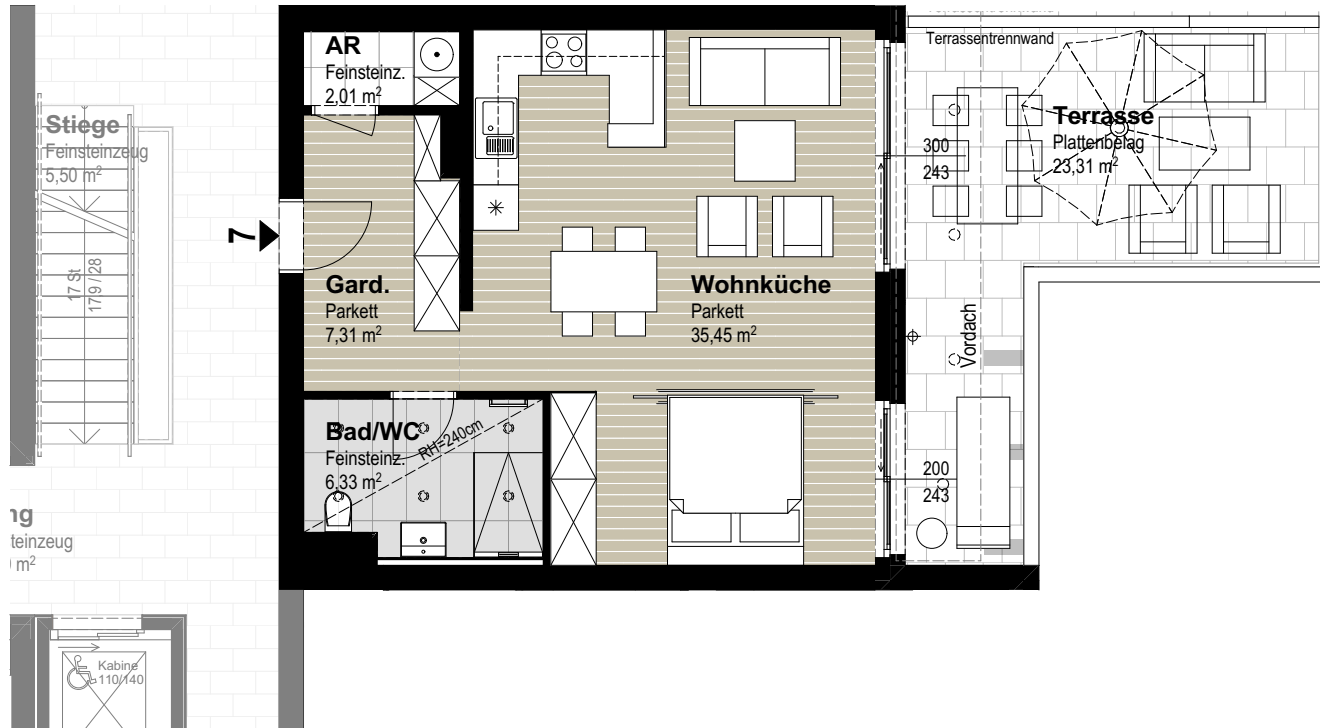 AR
Feinsteinz.
2,01 m²
Stiege
Feinsteinzeug
5,50 m²
17 St
17,9 / 28
7
Gard.
Parkett
7,31 m²
Wohnküche
Parkett
35,45 m²
Terrassentrennwand
Terrasse
Plattenbelag
23,31 m²
300
243
Vordach
Bad/WC
Feinsteinz.
6,33 m²
RH=240cm
200
243
ng
teinzeug
m²
Kabine
110/140